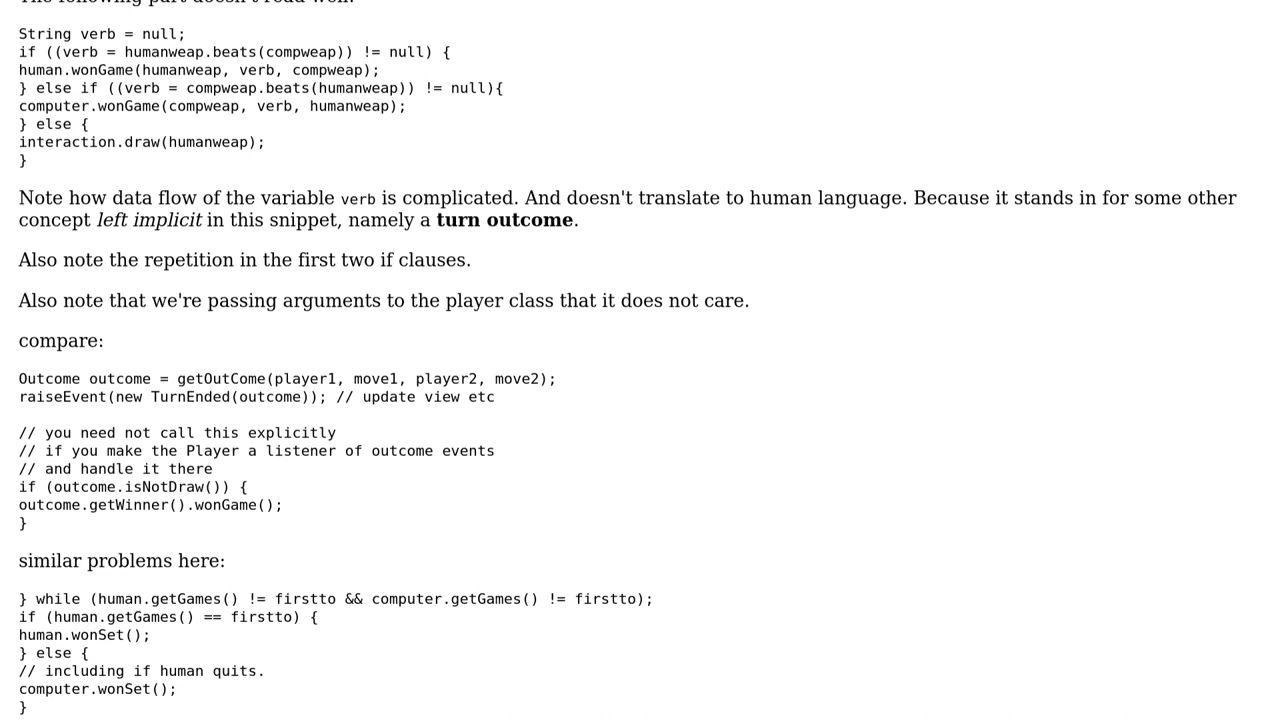 The following part doesn't read well:
String verb = null;
if ((verb = humanweap.beats(compweap)) != null) {
human.wonGame(humanweap, verb, compweap);
} else if ((verb = compweap.beats(humanweap)) != null){
computer.wonGame(compweap, verb, humanweap);
} else {
interaction.draw(humanweap);
}
Note how data flow of the variable verb is complicated. And doesn't translate to human language. Because it stands in for some other
concept left implicit in this snippet, namely a turn outcome.
Also note the repetition in the first two if clauses.
Also note that we're passing arguments to the player class that it does not care.
compare:
Outcome outcome = getOutCome(player1, move1, player2, move2);
raiseEvent(new TurnEnded(outcome)); // update view etc
// you need not call this explicitly
// if you make the Player a listener of outcome events
// and handle it there
if (outcome.isNotDraw()) {
outcome.getWinner().wonGame();
}
similar problems here:
} while (human.getGames() != firstto && computer.getGames() != firstto);
if (human.getGames() == firstto) {
human.wonSet();
} else {
// including if human quits.
computer.wonSet();
}